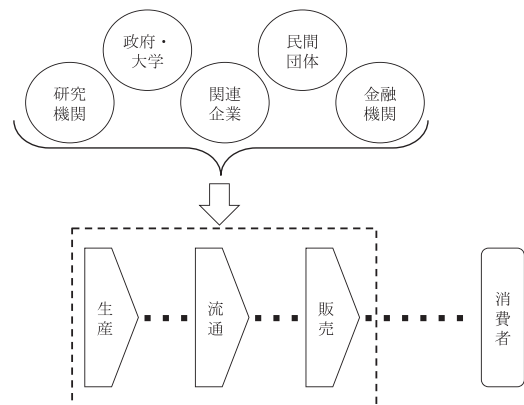 政府・
大学
民間
団体
研究
機関
関連
企業
金融
機関
生産
流通
販売
消費者